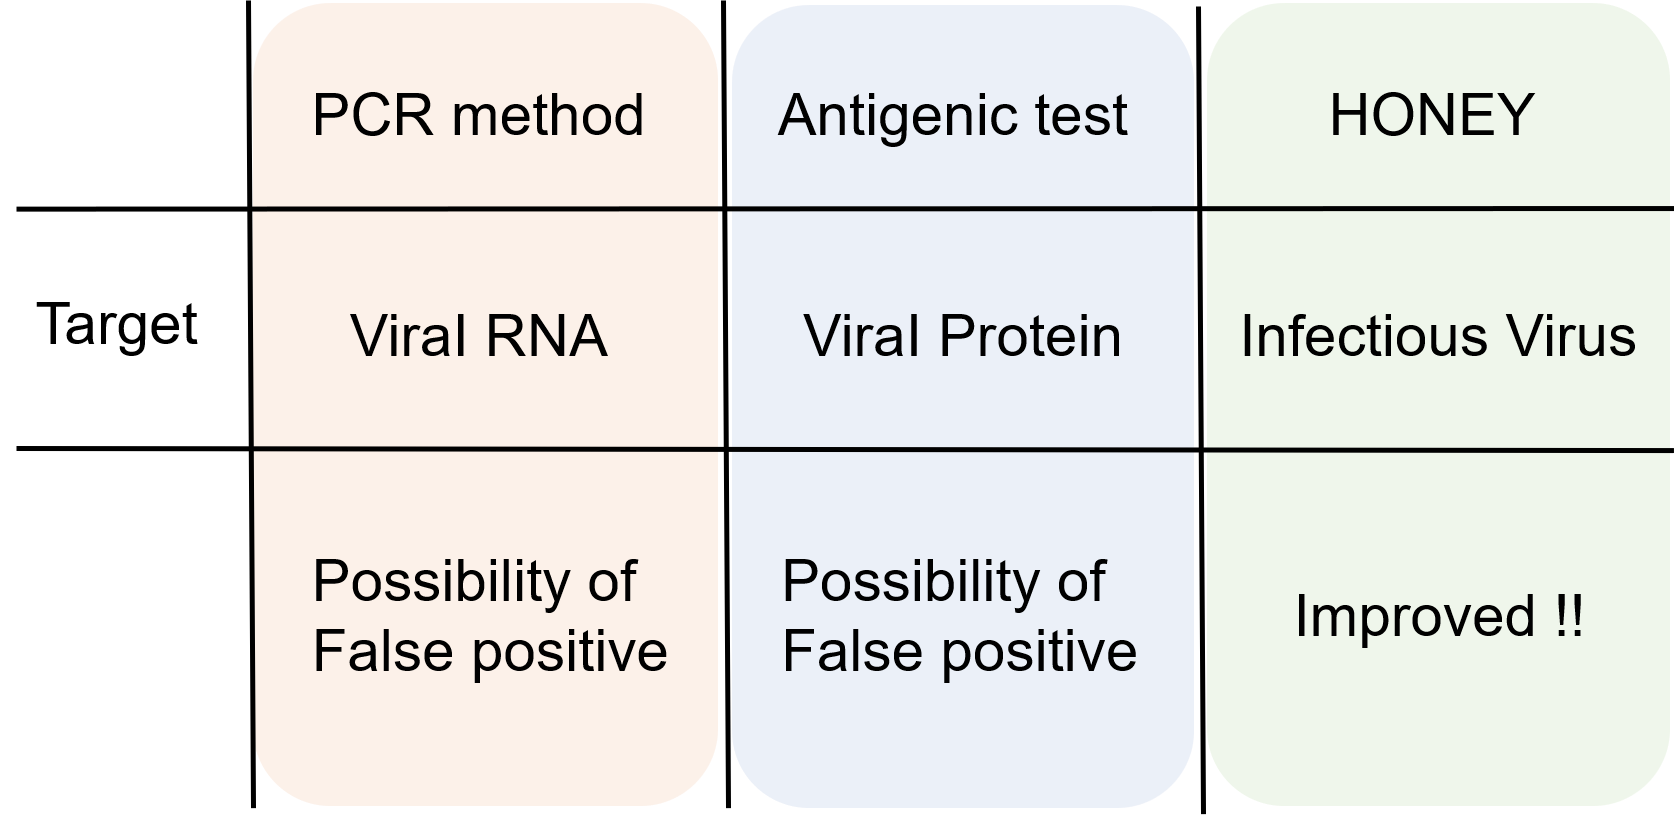 PCR method
Antigenic test
HONEY
Target
Viral RNA
Viral Protein
Infectious Virus
Possibility of
False positive
Possibility of
False positive
Improved !!